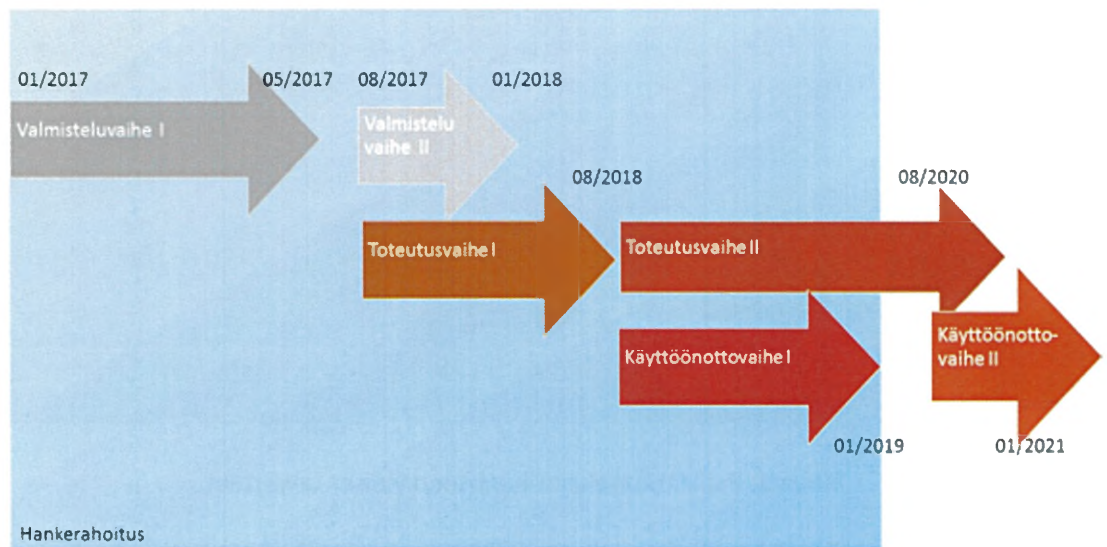 01/2017
05/2017
08/2017
01/2018
Valmisteluvaihe I
Valmistelu
vaihe II
08/2018
08/2020
Toteutusvaihe I
Toteutusvaihe II
Käyttöönottovaihe I
Käyttöönotto-
vaihe II
01/2019
01/2021
Hankerahoitus